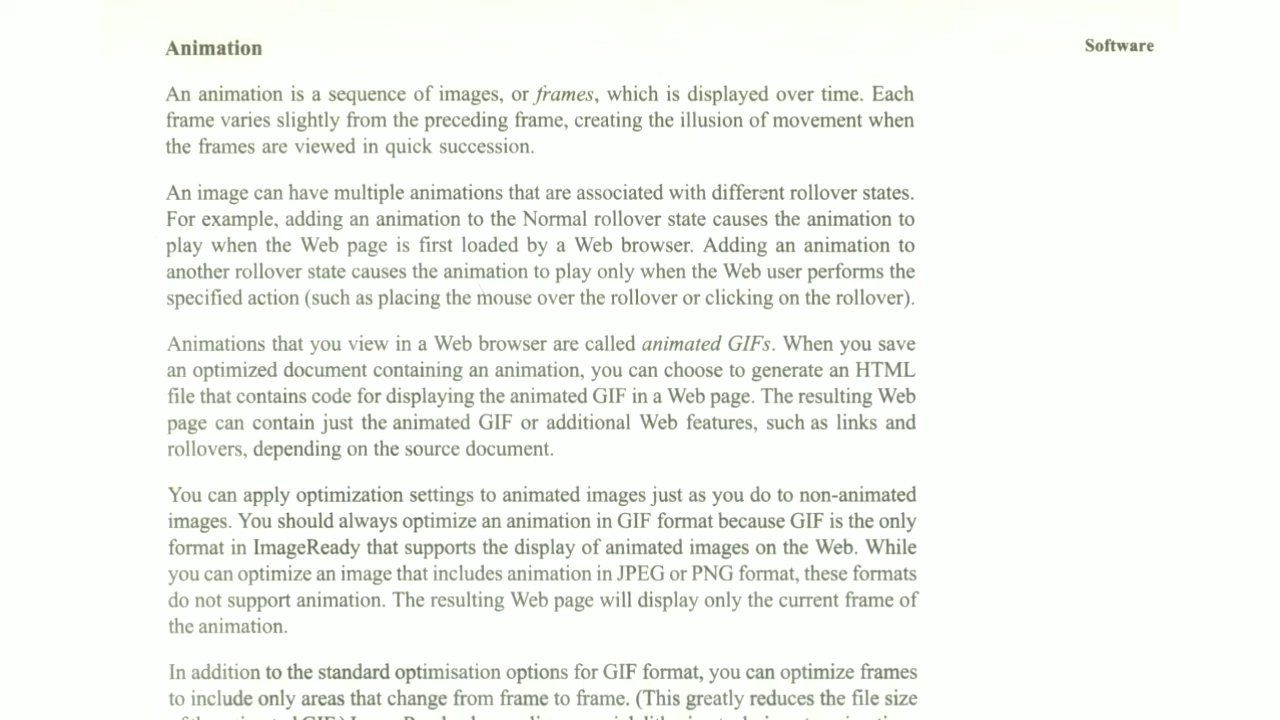 Animation
Software
An animation is a sequence of images, or frames, which is displayed over time. Each
frame varies slightly from the preceding frame, creating the illusion of movement when
the frames are viewed in quick succession.
An image can have multiple animations that are associated with different rollover states.
For example, adding an animation to the Normal rollover state causes the animation to
play when the Web page is first loaded by a Web browser. Adding an animation to
another rollover state causes the animation to play only when the Web user performs the
specified action (such as placing the mouse over the rollover or clicking on the rollover).
Animations that you view in a Web browser are called animated GIFs. When you save
an optimized document containing an animation, you can choose to generate an HTML
file that contains code for displaying the animated GIF in a Web page. The resulting Web
page can contain just the animated GIF or additional Web features, such as links and
rollovers, depending on the source document.
You can apply optimization settings to animated images just as you do to non-animated
images. You should always optimize an animation in GIF format because GIF is the only
format in ImageReady that supports the display of animated images on the Web. While
you can optimize an image that includes animation in JPEG or PNG format, these formats
do not support animation. The resulting Web page will display only the current frame of
the animation.
In addition to the standard optimisation options for GIF format, you can optimize frames
to include only areas that change from frame to frame. (This greatly reduces the file size